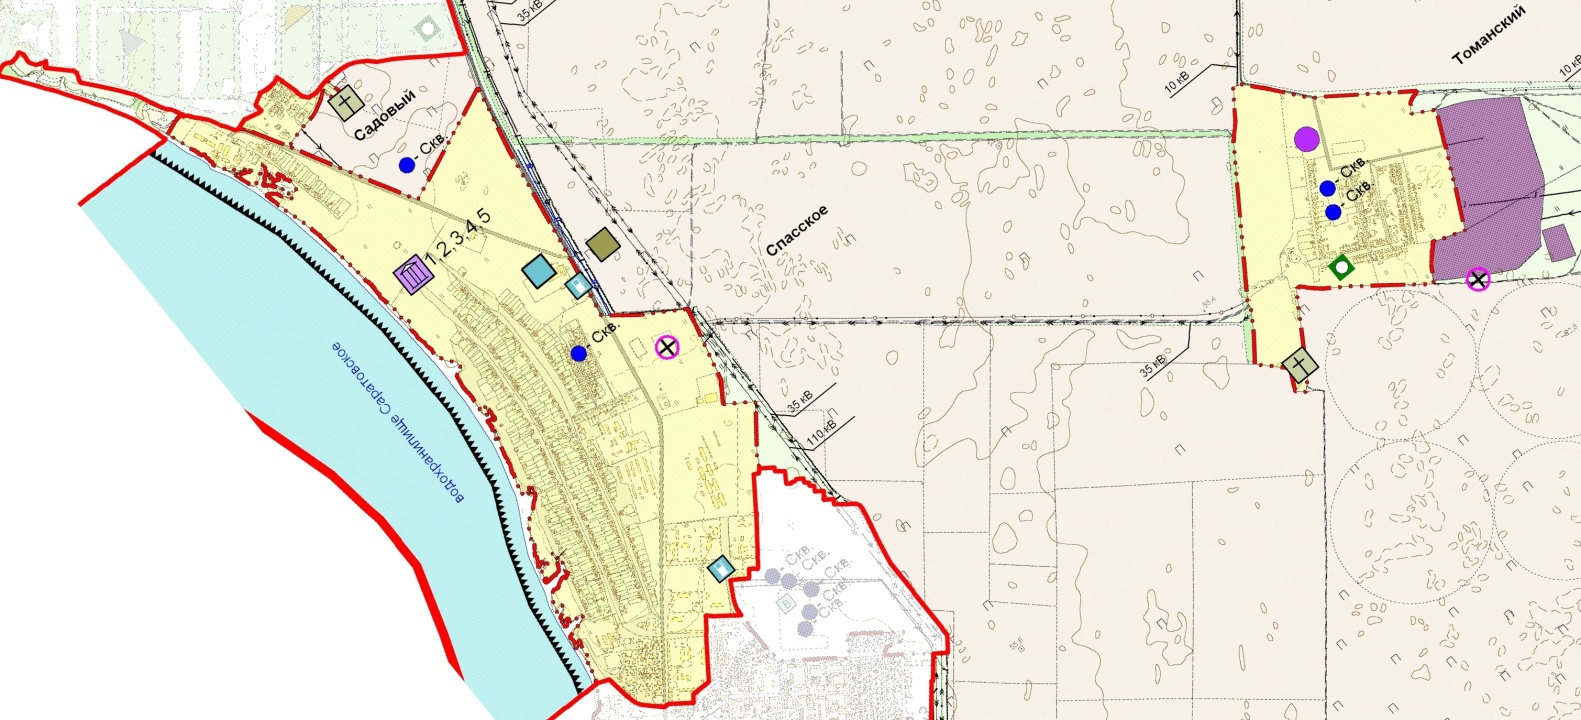 35 кВ
Томанский
10 кВ
10 кВ
Садовый
- Скв.
- Скв.
- Скв.
1,2,3,4,5
Спасское
- Скв.
35 кВ
35 кВ
110 кВ
водохранилище Саратовское
- Скв.
- Скв.
- Скв.
- Скв.
Скв.